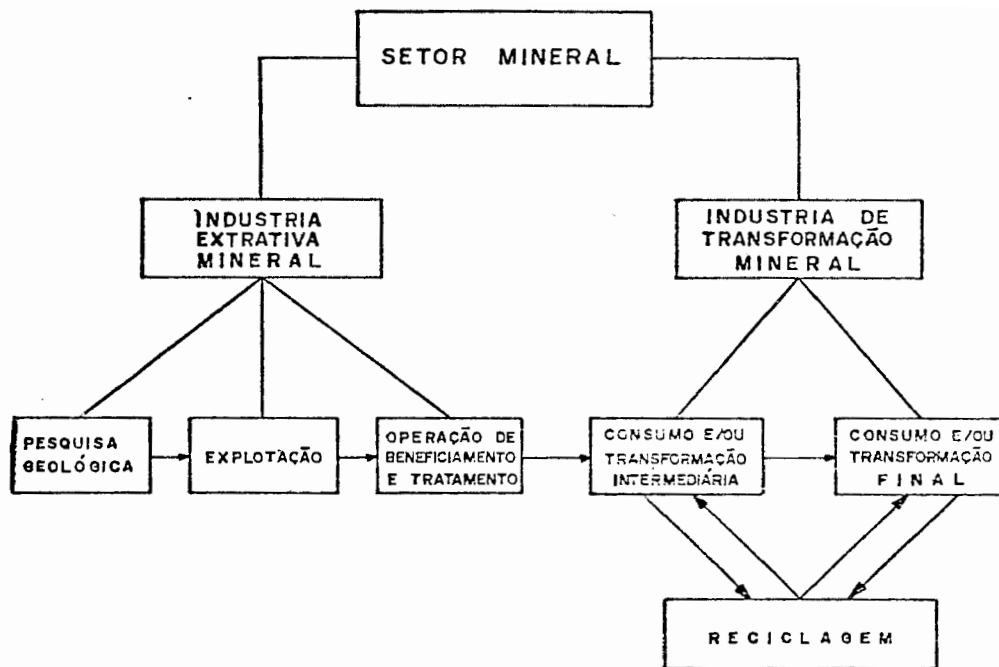 SETOR MINERAL
INDUSTRIA
EXTRATIVA
MINERAL
INDUSTRIA DE
TRANSFORMAÇÃO
MINERAL
PESQUISA
GEOLÓGICA
EXPLOTAÇÃO
OPERAÇÃO DE
BENEFICIAMENTO
E TRATAMENTO
CONSUMO E/OU
TRANSFORMAÇÃO
INTERMEDIÁRIA
CONSUMO E/OU
TRANSFORMAÇÃO
FINAL
RECICLAGEM